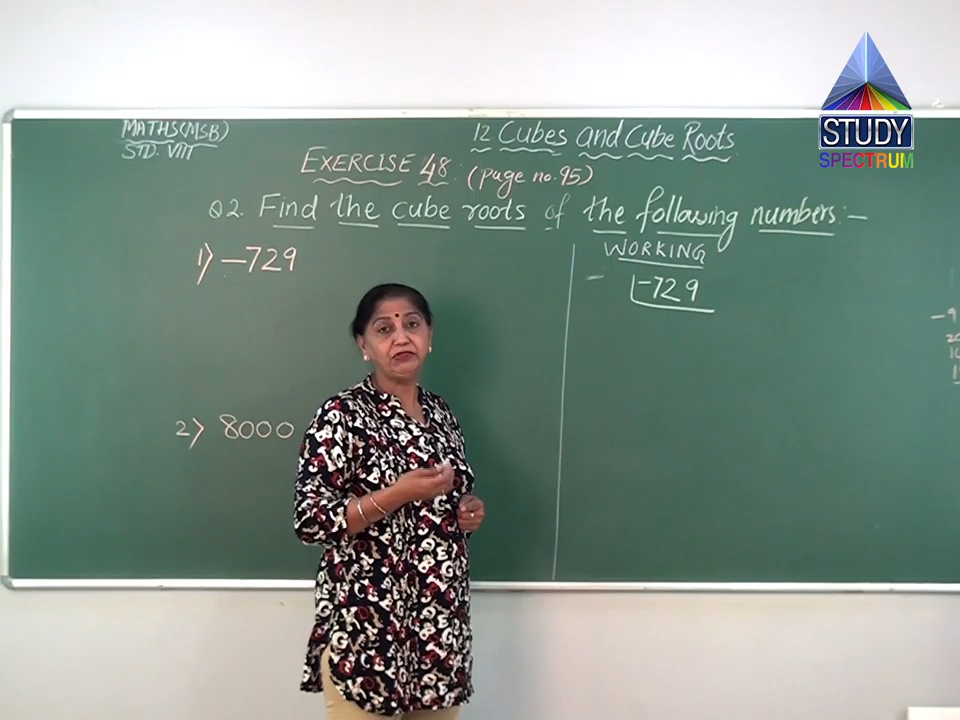 MATHS(MSB)
STD. VIII
12 Cubes and Cube Roots
EXERCISE 48: (page no. 95)
Q2. Find the cube roots of the following numbers:—
1) —729
WORKING
-729
2) 8000
STUDY
SPECTRUM